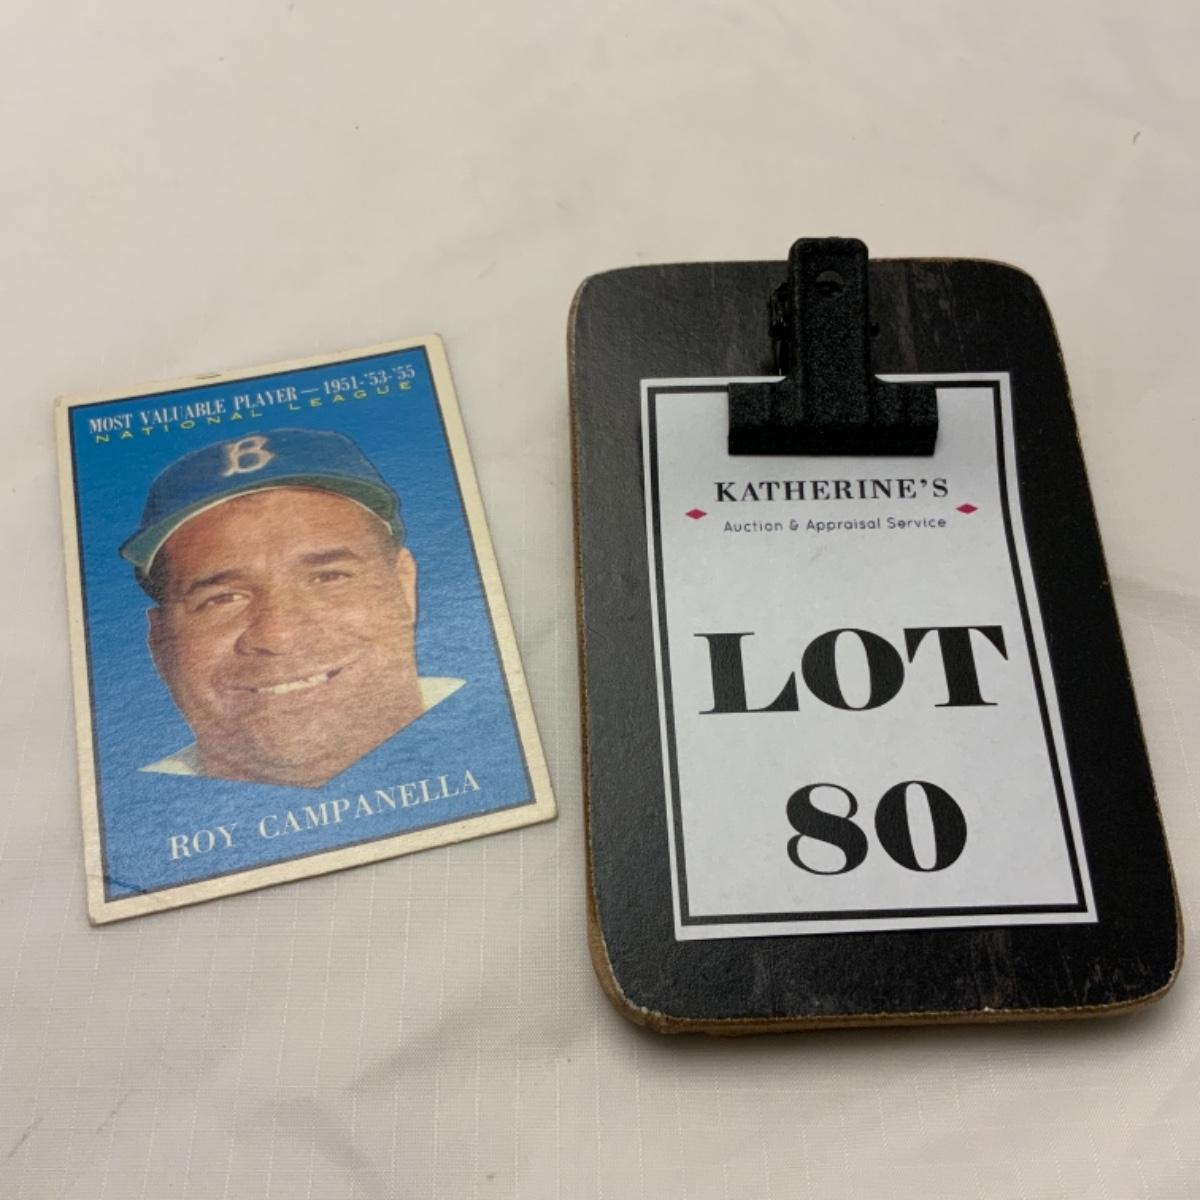 MOST VALUABLE PLAYER — 1951-'53-'55
NATIONAL LEAGUE
B
ROY CAMPANELLA
KATHERINE'S
Auction & Appraisal Service
LOT
80